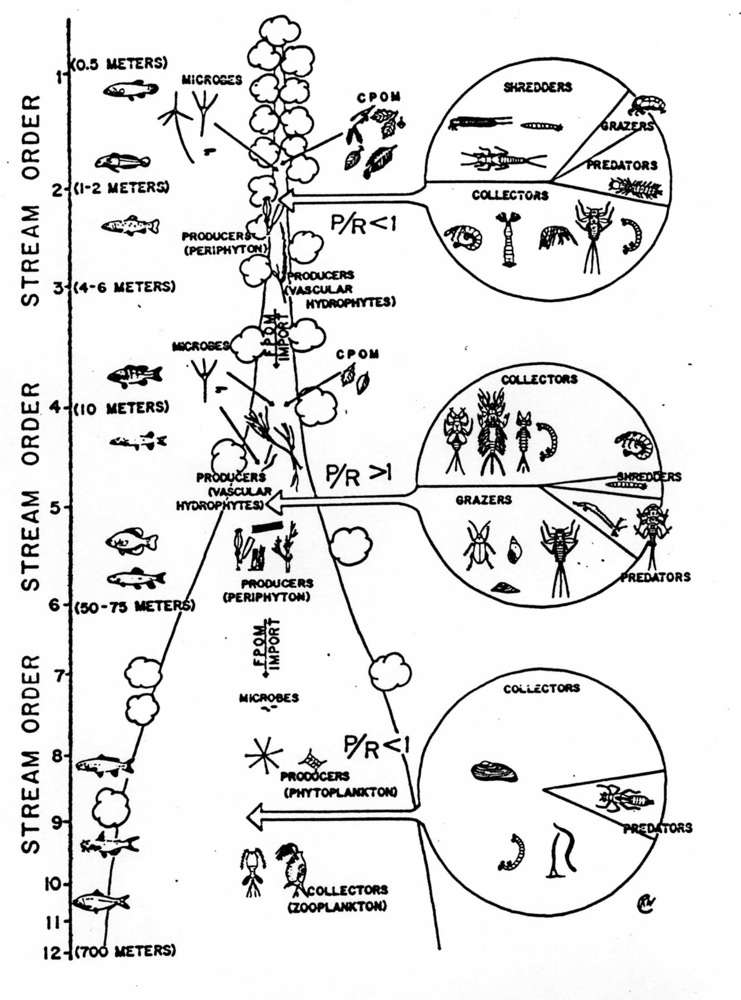 STREAM ORDER
STREAM ORDER
STREAM ORDER
1 (0.5 METERS)
MICROBES
CPOM
SHREDDERS
GRAZERS
PREDATORS
2 (1-2 METERS)
COLLECTORS
P/R<1
PRODUCERS
(PERIPHYTON)
3 (4-6 METERS)
PRODUCERS
(VASCULAR
HYDROPHYTES)
FPOM
IMPORT
MICROBES
CPOM
COLLECTORS
4 (10 METERS)
P/R >1
SHREDDERS
PRODUCERS
(VASCULAR
HYDROPHYTES)
GRAZERS
5
PREDATORS
PRODUCERS
(PERIPHYTON)
6 (50-75 METERS)
FPOM
IMPORT
7
COLLECTORS
MICROBES
P/R<1
8
PRODUCERS
(PHYTOPLANKTON)
9
PREDATORS
10
COLLECTORS
(ZOOPLANKTON)
11
12 (700 METERS)